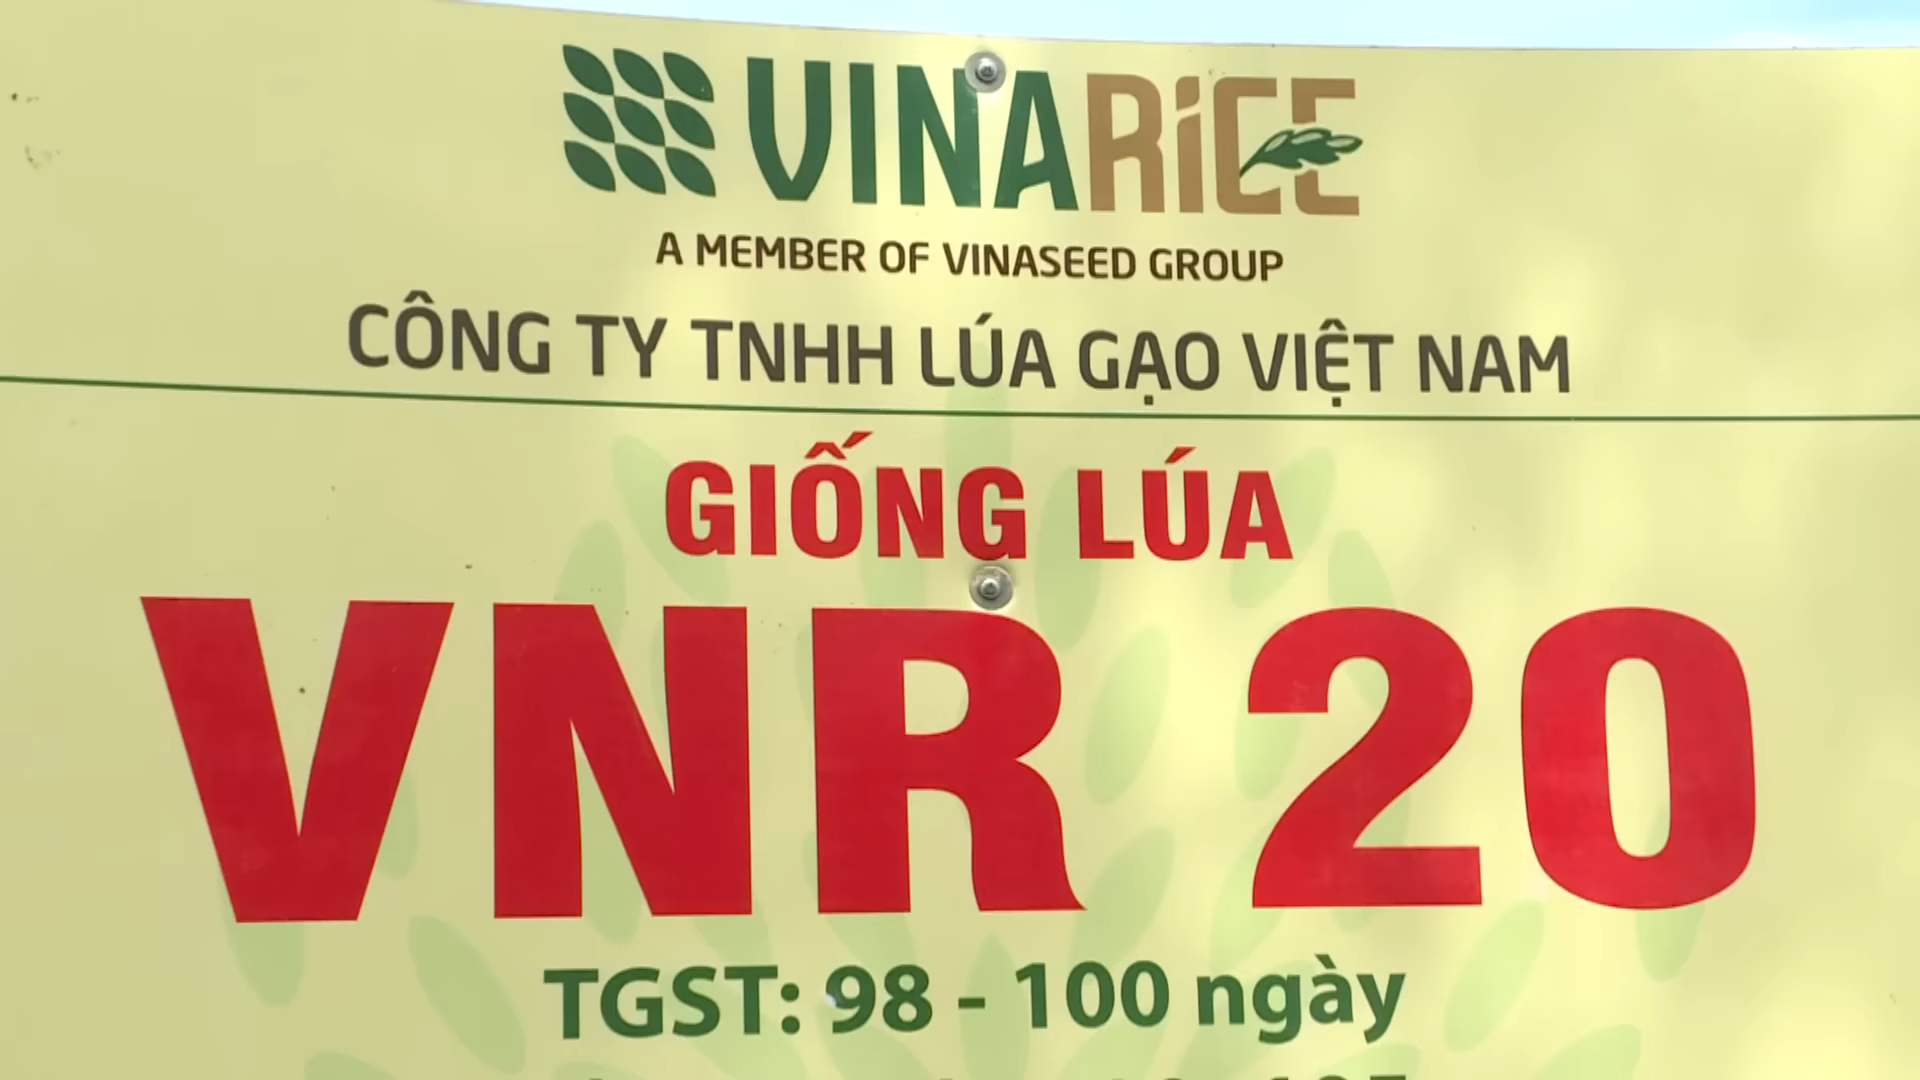 VINARiCE
A MEMBER OF VINASEED GROUP
CÔNG TY TNHH LÚA GẠO VIỆT NAM
GIỐNG LÚA
VNR 20
TGST: 98 - 100 ngày